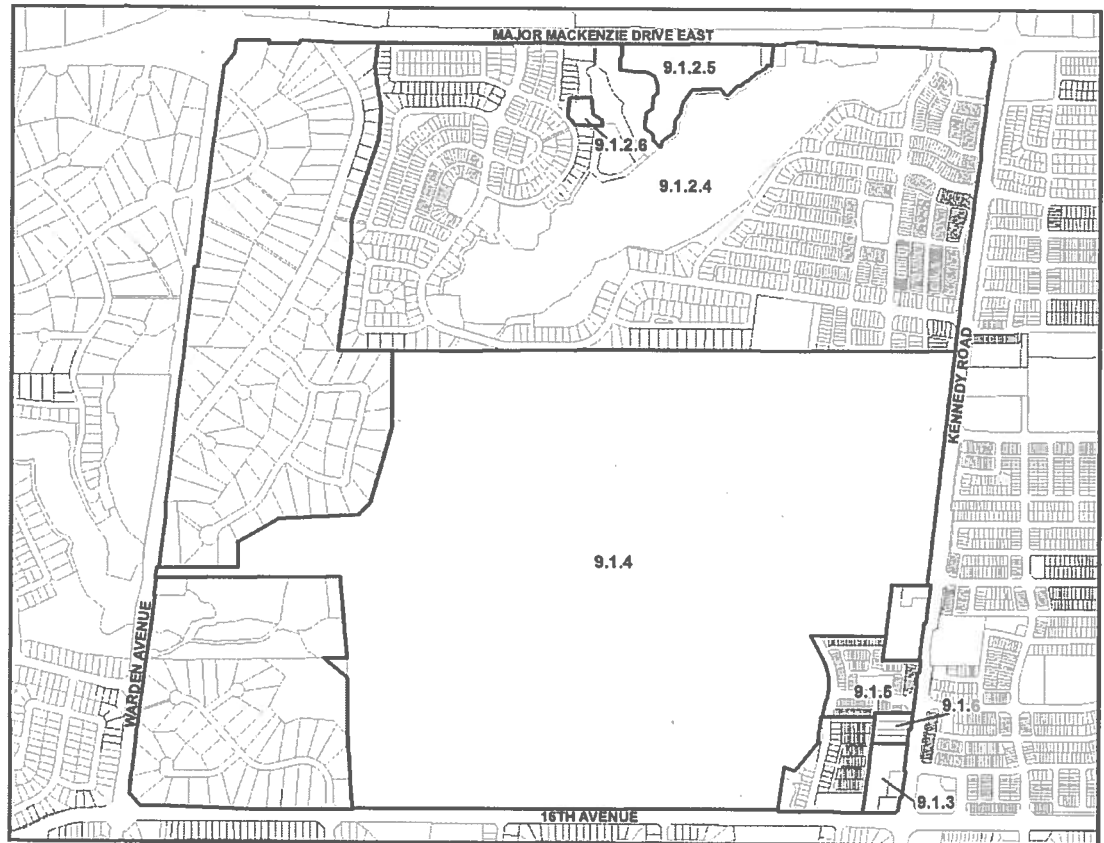 MAJOR MACKENZIE DRIVE EAST
9.1.2.5
9.1.2.6
9.1.2.4
KENNEDY ROAD
9.1.4
WARDEN AVENUE
9.1.5
9.1.6
9.1.3
16TH AVENUE